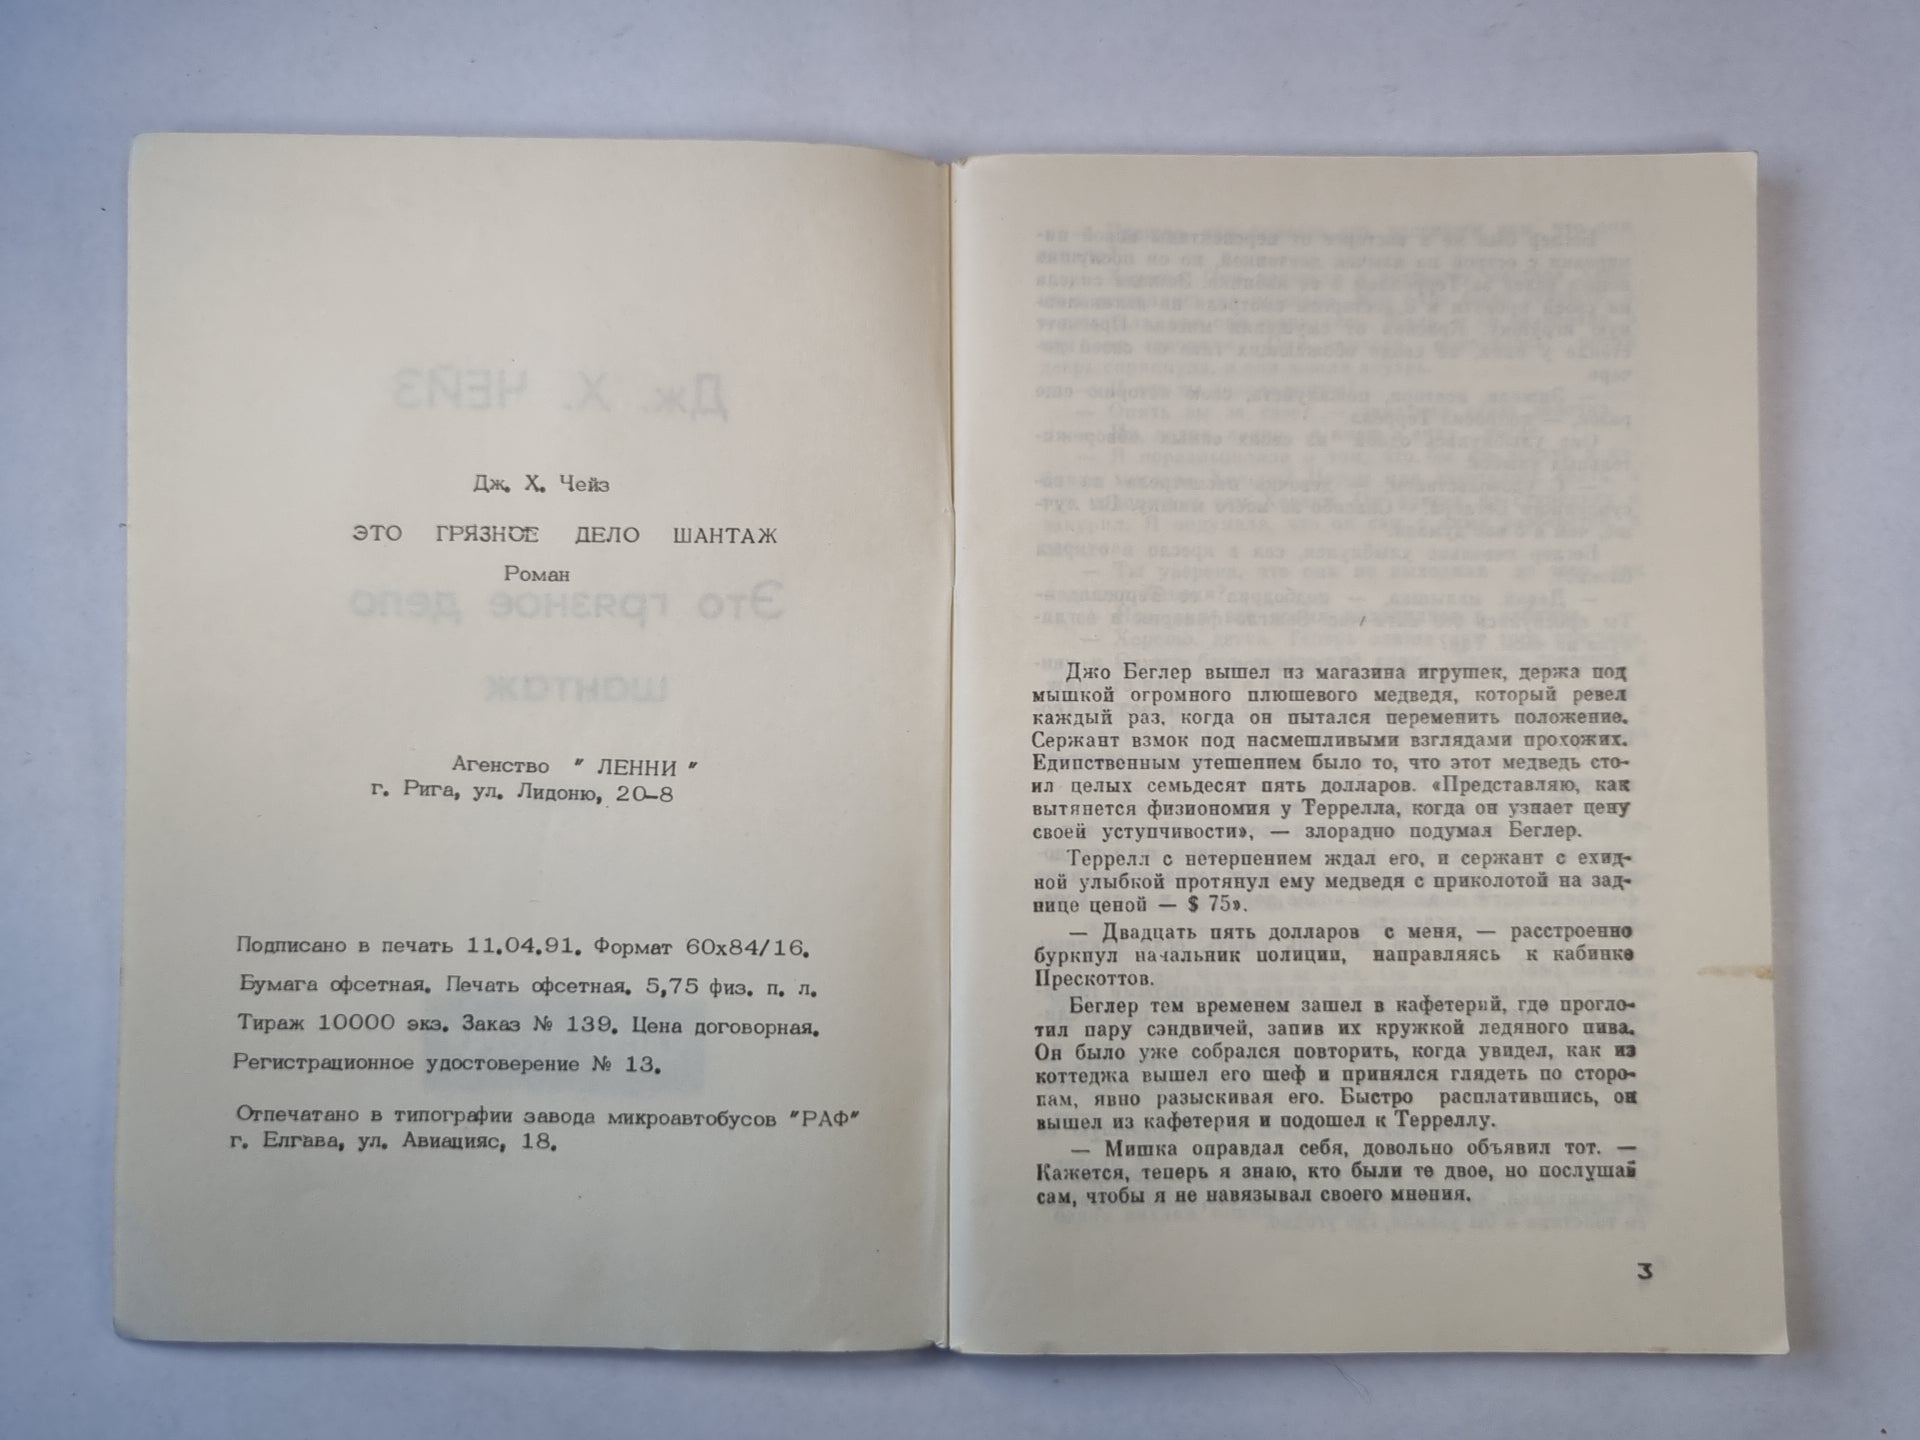 Дж. Х. Чейз
ЭТО ГРЯЗНОЕ ДЕЛО ШАНТАЖ
Роман
Агенство "ЛЕННИ"
г. Рига, ул. Лидоню, 20-8
Подписано в печать 11.04.91. Формат 60х84/16.
Бумага офсетная. Печать офсетная. 5,75 физ. п. л.
Тираж 10000 экз. Заказ № 139. Цена договорная.
Регистрационное удостоверение № 13.
Отпечатано в типографии завода микроавтобусов "РАФ"
г. Елгава, ул. Авиацияс, 18.
Джо Беглер вышел из магазина игрушек, держа под
мышкой огромного плюшевого медведя, который ревел
каждый раз, когда он пытался переменить положение.
Сержант взмок под насмешливыми взглядами прохожих.
Единственным утешением было то, что этот медведь сто-
ил целых семьдесят пять долларов. «Представляю, как
вытянется физиономия у Террелла, когда он узнает цену
своей уступчивости», — злорадно подумал Беглер.
Террелл с нетерпением ждал его, и сержант с ехид-
ной улыбкой протянул ему медведя с приколотой на зад-
нице ценой — $ 75».
— Двадцать пять долларов с меня, — расстроенно
буркнул начальник полиции, направляясь к кабинке
Прескоттов.
Беглер тем временем зашел в кафетерий, где прогло-
тил пару сэндвичей, запив их кружкой ледяного пива.
Он было уже собрался повторить, когда увидел, как из
коттеджа вышел его шеф и принялся глядеть по сторо-
нам, явно разыскивая его. Быстро расплатившись, он
вышел из кафетерия и подошел к Терреллу.
— Мишка оправдал себя, довольно объявил тот. —
Кажется, теперь я знаю, кто были те двое, но послушай
сам, чтобы я не навязывал своего мнения.
3